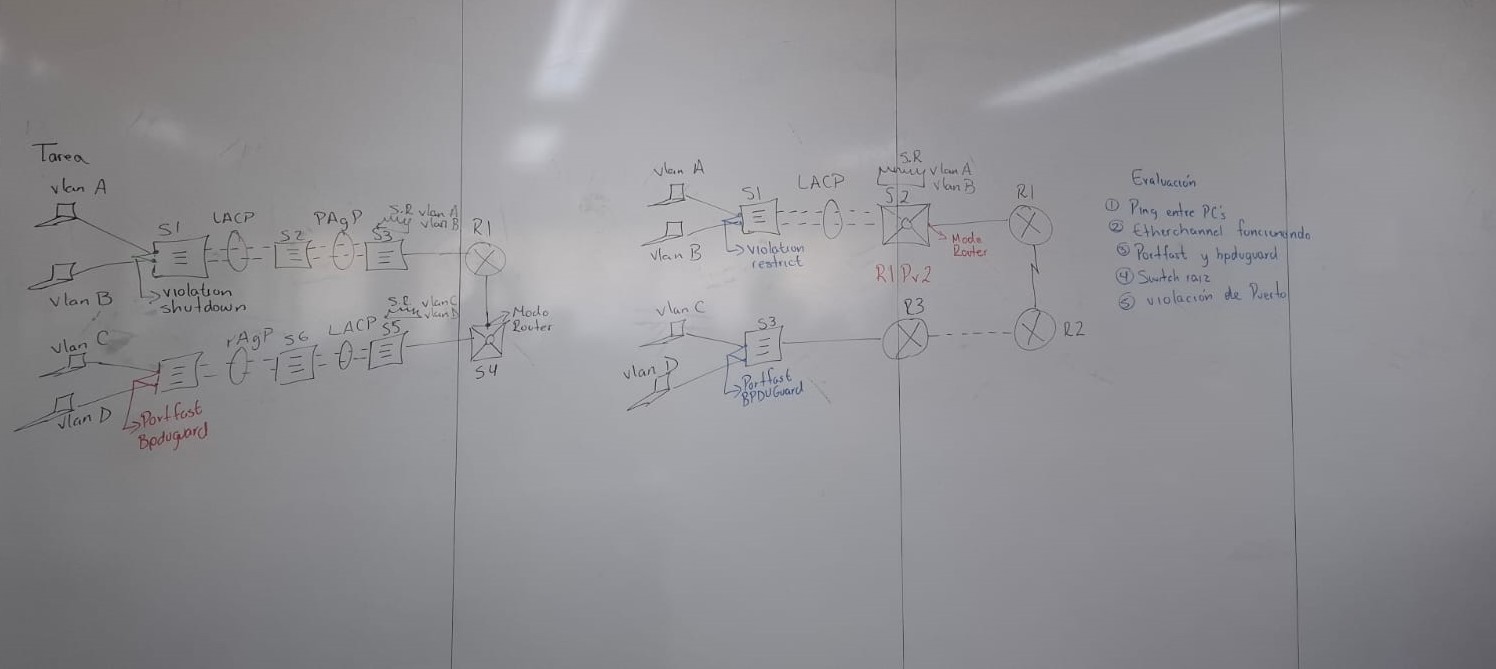 Tarea
vlan A
S1
LACP
S2
PAgP
S.R vlan A
vlan B
S3
R1
vlan B
violation
shutdown
vlan C
PAgP
S6
LACP
S.R vlan C
vlan D
S5
Modo
Router
S4
vlan D
Portfast
Bpduguard
vlan A
S1
LACP
S.R
vlan A
vlan B
S2
R1
vlan B
violation
restrict
Modo
Router
RIPv2
vlan C
S3
R3
R2
vlan D
Portfast
BPDUGuard
Evaluación
① Ping entre PC's
② Etherchannel funcionando
③ Portfast y bpduguard
④ Switch raiz
⑤ violación de Puerto